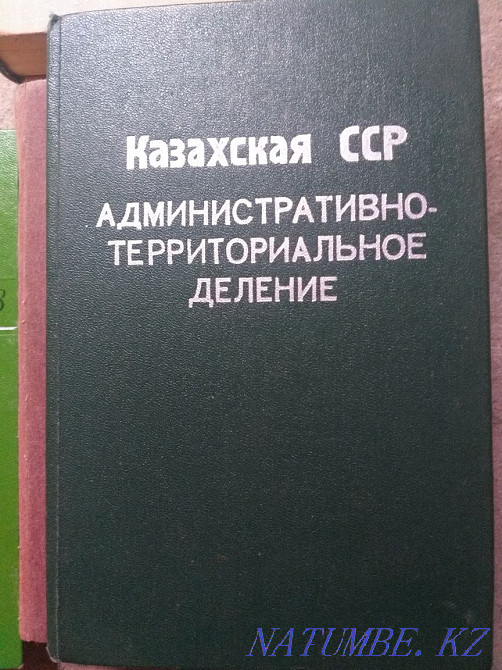 Казахская ССР
АДМИНИСТРАТИВНО-
ТЕРРИТОРИАЛЬНОЕ
ДЕЛЕНИЕ
NATUMBE. KZ